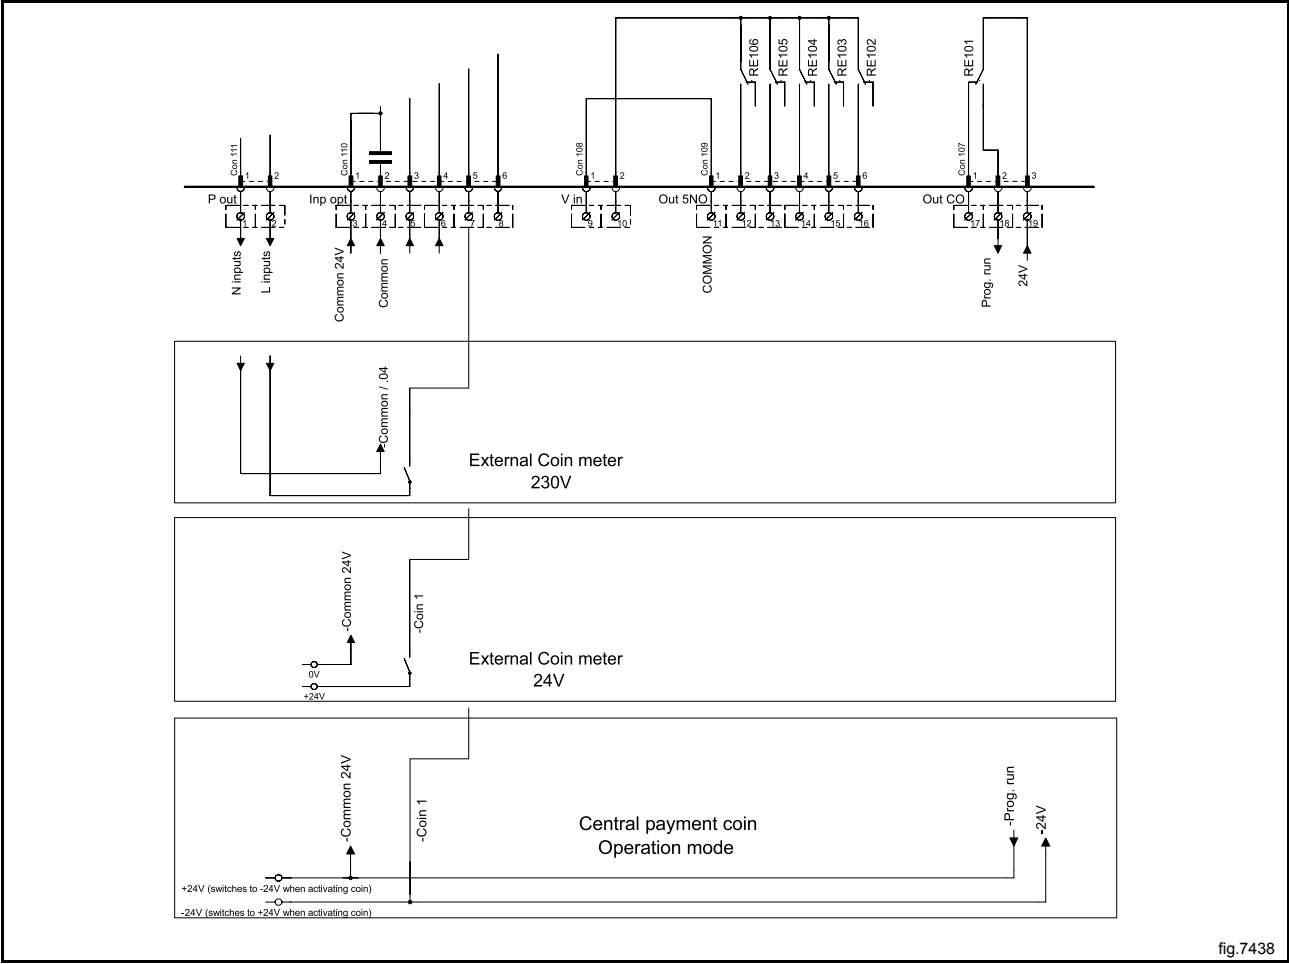 RE106
RE105
RE104
RE103
RE102
RE101
Con 111
1
2
Con 110
1
2
3
4
5
6
Con 108
1
2
Con 109
1
2
3
4
5
6
Con 107
1
2
3
P out
Inp opt
V in
Out 5NO
Out CO
1
2
3
4
5
6
7
8
9
10
11
12
13
14
15
16
17
18
19
N inputs
L inputs
Common 24V
Common
COMMON
Prog. run
24V
-Common / .04
External Coin meter
230V
-Common 24V
-Coin 1
0V
+24V
External Coin meter
24V
-Common 24V
-Coin 1
Central payment coin
Operation mode
-Prog. run
-24V
+24V (switches to -24V when activating coin)
-24V (switches to +24V when activating coin)
fig.7438